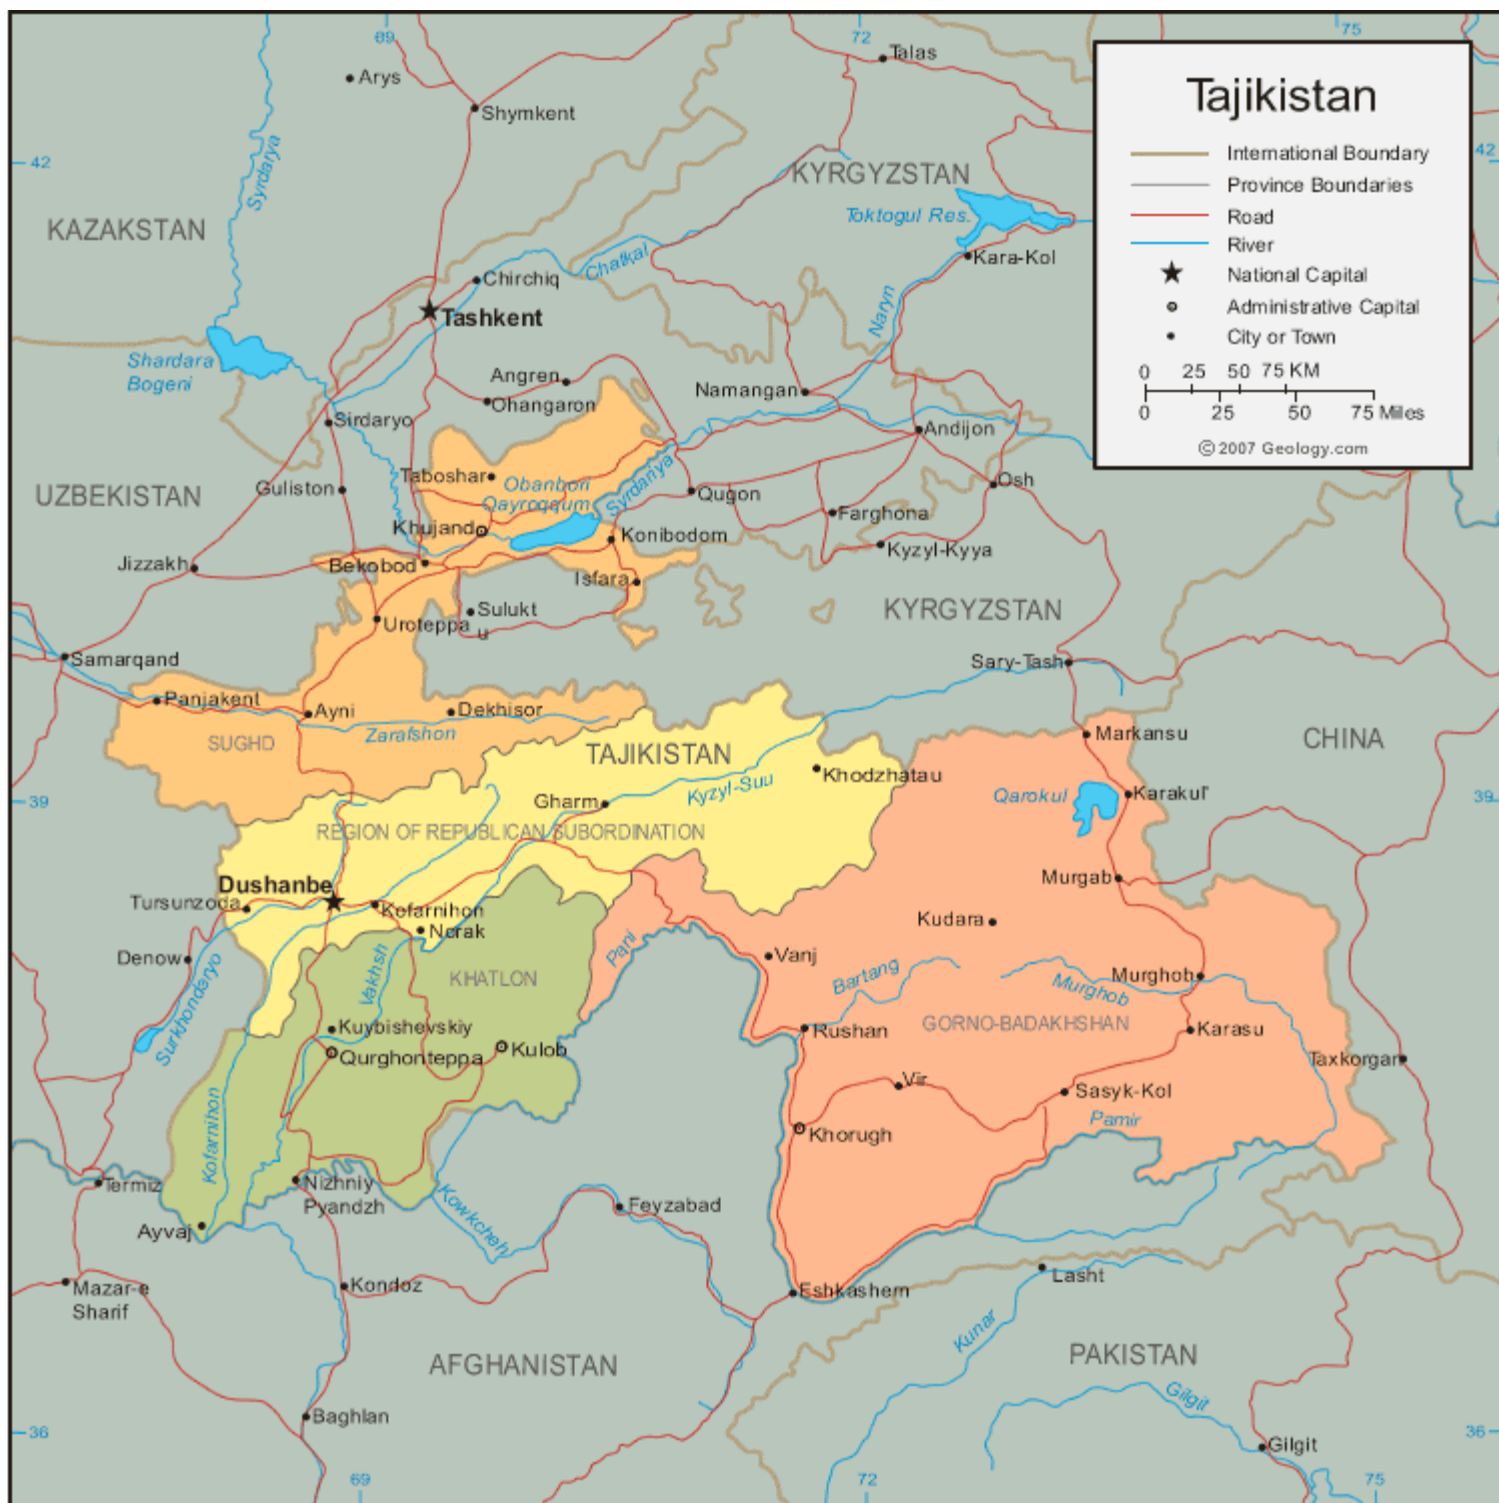 69
72
75
Talas
Arys
Shymkent
Tajikistan
International Boundary
Province Boundaries
Road
River
National Capital
Administrative Capital
City or Town
0 25 50 75 KM
0 25 50 75 Miles
© 2007 Geology.com
42
42
Syrdarya
KYRGYZSTAN
KAZAKSTAN
Toktogul Res.
Kara-Kol
Chatkal
Chirchiq
Tashkent
Naryn
Shardara
Bogeni
Angren
Ohangaron
Namangan
Sirdaryo
Andijon
Taboshar
Obanbori
Qayroqqum
Syrdariya
UZBEKISTAN
Guliston
Qugon
Osh
Khujand
Farghona
Konibodom
Kyzyl-Kyya
Jizzakh
Bekobod
Isfara
Sulukt
u
Uroteppa
KYRGYZSTAN
Samarqand
Sary-Tash
Panjakent
Ayni
Dekhisor
SUGHD
Zarafshon
Markansu
CHINA
TAJIKISTAN
Khodzhatau
Kyzyl-Suu
Gharm
Qarokul
Karakul'
39
39
REGION OF REPUBLICAN SUBORDINATION
Dushanbe
Murgab
Tursunzoda
Kofarnihon
Norak
Kudara
Denow
Surkhondaryo
Vakhsh
KHATLON
Panj
Vanj
Bartang
Murghob
Murghob
Kuybishevskiy
Qurghonteppa
Kulob
Rushan
GORNO-BADAKHSHAN
Karasu
Taxkorgan
Vir
Sasyk-Kol
Pamir
Kofarnihon
Khorugh
Termiz
Nizhniy
Pyandzh
Kowkcheh
Feyzabad
Ayvaj
Mazar-e
Sharif
Kondoz
Eshkashem
Lasht
Kunar
AFGHANISTAN
PAKISTAN
Gilgit
Baghlan
36
36
Gilgit
69
72
75